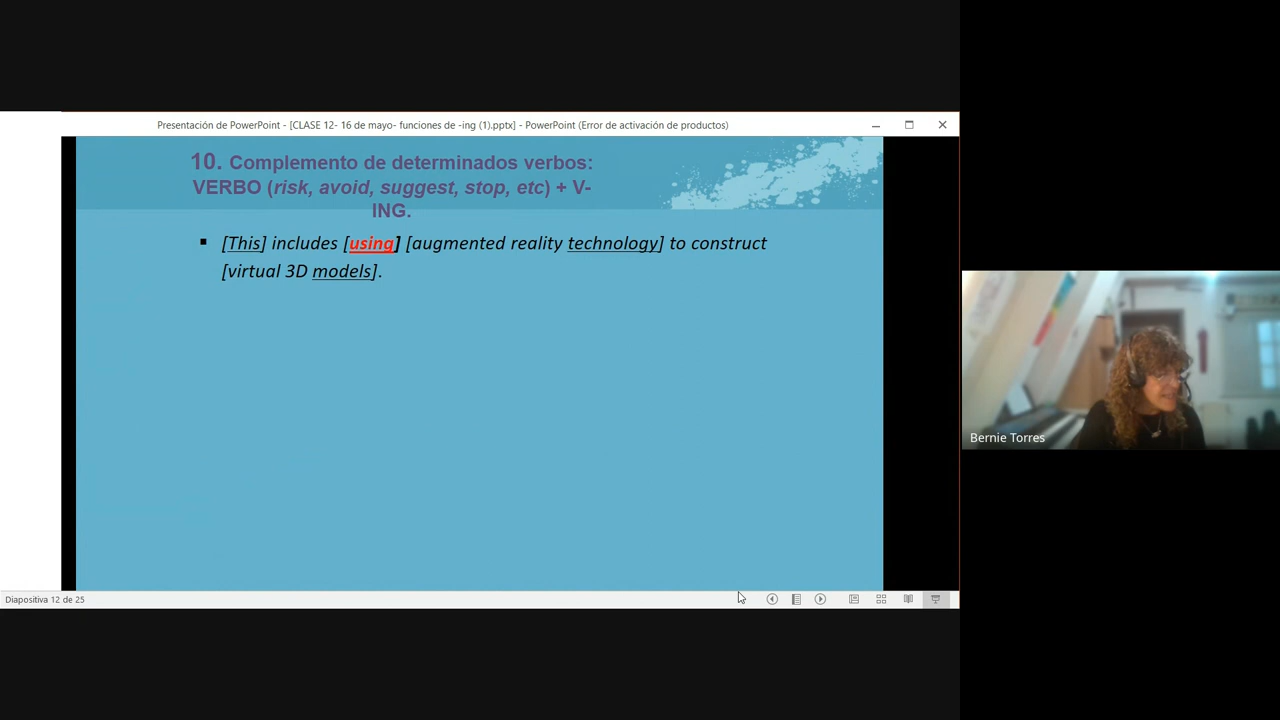 Presentación de PowerPoint - [CLASE 12- 16 de mayo- funciones de -ing (1).pptx] - PowerPoint (Error de activación de productos)
10. Complemento de determinados verbos:
VERBO (risk, avoid, suggest, stop, etc) + V-
ING.
▪ [This] includes [using] [augmented reality technology] to construct
[virtual 3D models].
Bernie Torres
Diapositiva 12 de 25